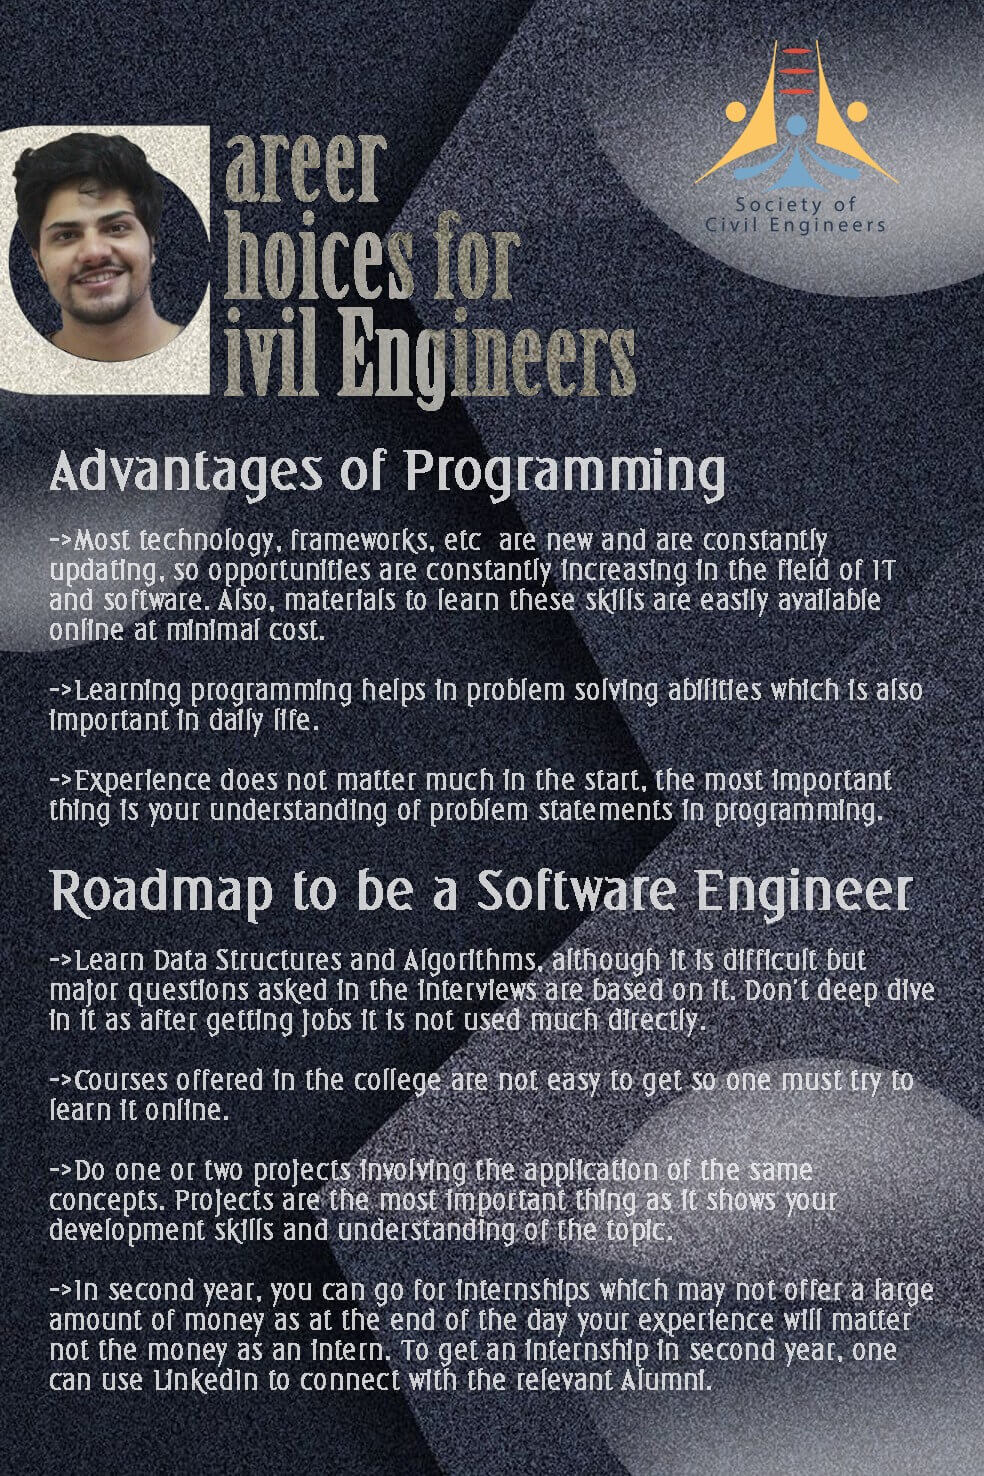 Society of
Civil Engineers
Career
Choices for
Civil Engineers
Advantages of Programming
->Most technology, frameworks, etc are new and are constantly
updating, so opportunities are constantly increasing in the field of IT
and software. Also, materials to learn these skills are easily available
online at minimal cost.
->Learning programming helps in problem solving abilities which is also
important in daily life.
->Experience does not matter much in the start, the most important
thing is your understanding of problem statements in programming.
Roadmap to be a Software Engineer
->Learn Data Structures and Algorithms, although it is difficult but
major questions asked in the interviews are based on it. Don't deep dive
in it as after getting jobs it is not used much directly.
->Courses offered in the college are not easy to get so one must try to
learn it online.
->Do one or two projects involving the application of the same
concepts. Projects are the most important thing as it shows your
development skills and understanding of the topic.
->In second year, you can go for internships which may not offer a large
amount of money as at the end of the day your experience will matter
not the money as an intern. To get an internship in second year, one
can use LinkedIn to connect with the relevant Alumni.